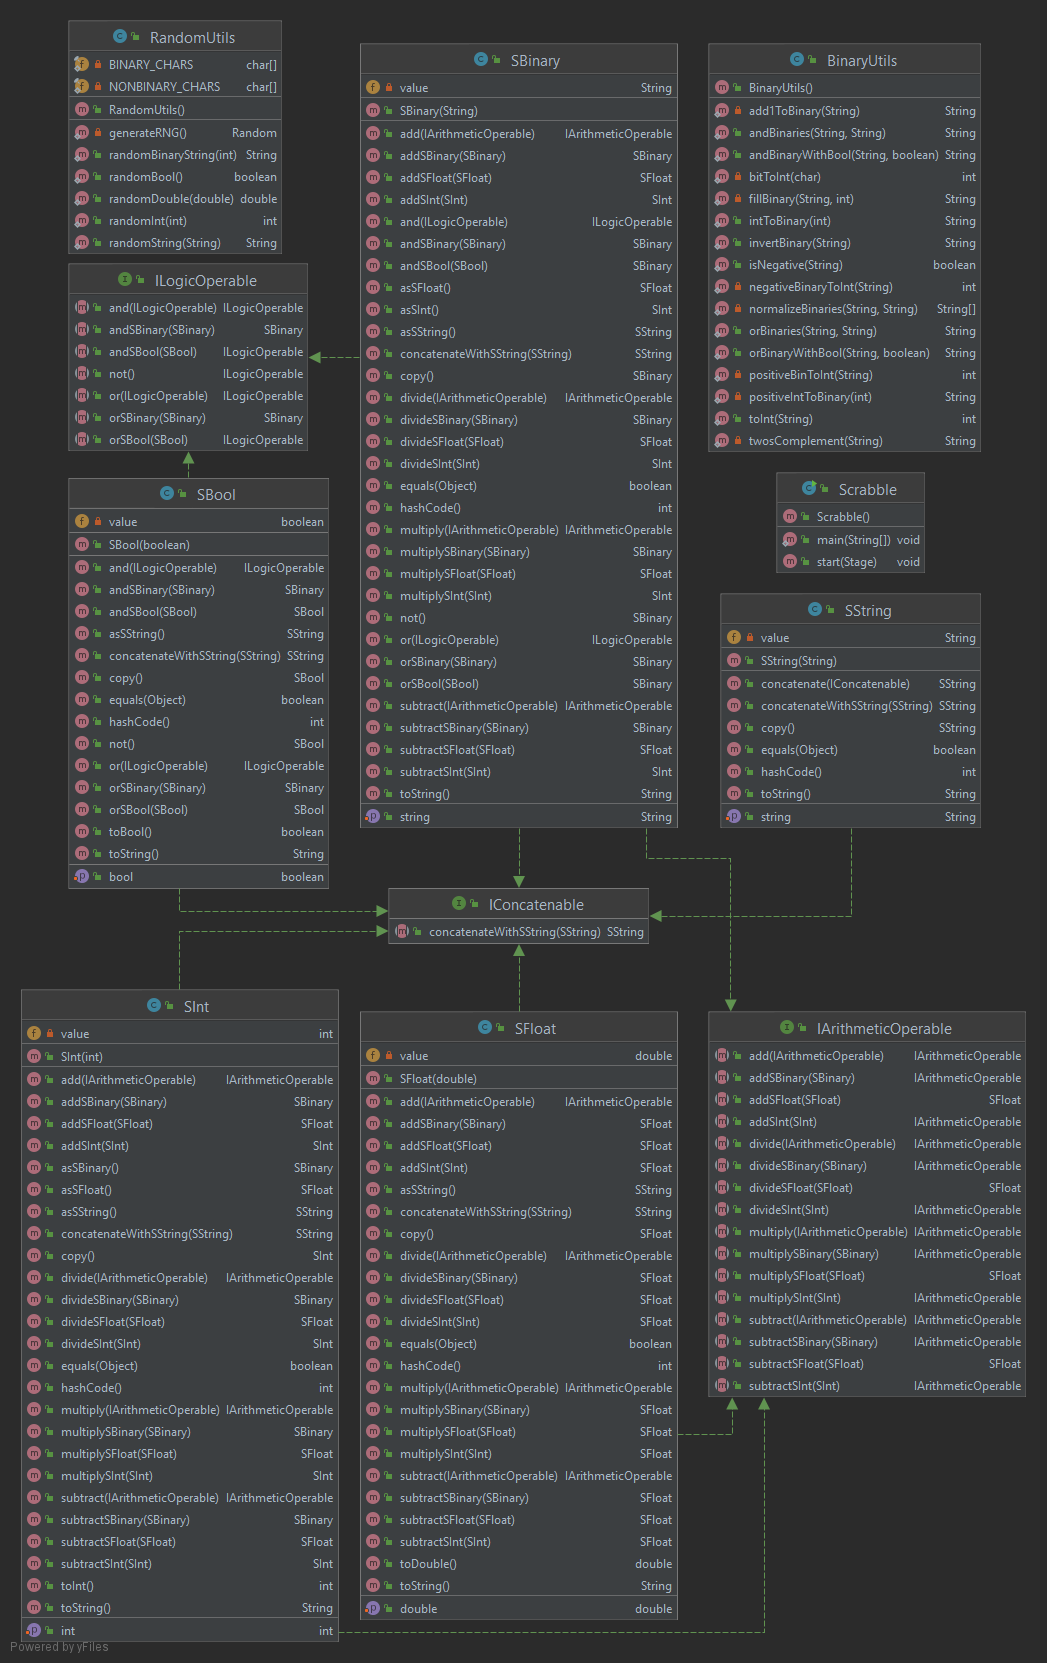 RandomUtils
BINARY_CHARS char[]
NONBINARY_CHARS char[]
RandomUtils()
generateRNG() Random
randomBinaryString(int) String
randomBool() boolean
randomDouble(double) double
randomInt(int) int
randomString(String) String
ILogicOperable
and(ILogicOperable) ILogicOperable
andSBinary(SBinary) SBinary
andSBool(SBool) ILogicOperable
not() ILogicOperable
or(ILogicOperable) ILogicOperable
orSBinary(SBinary) SBinary
orSBool(SBool) ILogicOperable
SBool
value boolean
SBool(boolean)
and(ILogicOperable) ILogicOperable
andSBinary(SBinary) SBinary
andSBool(SBool) SBool
asSString() SString
concatenateWithSString(SString) SString
copy() SBool
equals(Object) boolean
hashCode() int
not() SBool
or(ILogicOperable) ILogicOperable
orSBinary(SBinary) SBinary
orSBool(SBool) SBool
toBool() boolean
toString() String
bool boolean
SBinary
value String
SBinary(String)
add(IArithmeticOperable) IArithmeticOperable
addSBinary(SBinary) SBinary
addSFloat(SFloat) SFloat
addSInt(SInt) SInt
and(ILogicOperable) ILogicOperable
andSBinary(SBinary) SBinary
andSBool(SBool) SBinary
asSFloat() SFloat
asSInt() SInt
asSString() SString
concatenateWithSString(SString) SString
copy() SBinary
divide(IArithmeticOperable) IArithmeticOperable
divideSBinary(SBinary) SBinary
divideSFloat(SFloat) SFloat
divideSInt(SInt) SInt
equals(Object) boolean
hashCode() int
multiply(IArithmeticOperable) IArithmeticOperable
multiplySBinary(SBinary) SBinary
multiplySFloat(SFloat) SFloat
multiplySInt(SInt) SInt
not() SBinary
or(ILogicOperable) ILogicOperable
orSBinary(SBinary) SBinary
orSBool(SBool) SBinary
subtract(IArithmeticOperable) IArithmeticOperable
subtractSBinary(SBinary) SBinary
subtractSFloat(SFloat) SFloat
subtractSInt(SInt) SInt
toString() String
string String
BinaryUtils
BinaryUtils()
add1ToBinary(String) String
andBinaries(String, String) String
andBinaryWithBool(String, boolean) String
bitToInt(char) int
fillBinary(String, int) String
intToBinary(int) String
invertBinary(String) String
isNegative(String) boolean
negativeBinaryToInt(String) int
normalizeBinaries(String, String) String[]
orBinaries(String, String) String
orBinaryWithBool(String, boolean) String
positiveBinToInt(String) int
positiveIntToBinary(int) String
toInt(String) int
twosComplement(String) String
Scrabble
Scrabble()
main(String[]) void
start(Stage) void
SString
value String
SString(String)
concatenate(IConcatenable) SString
concatenateWithSString(SString) SString
copy() SString
equals(Object) boolean
hashCode() int
toString() String
string String
IConcatenable
concatenateWithSString(SString) SString
SInt
value int
SInt(int)
add(IArithmeticOperable) IArithmeticOperable
addSBinary(SBinary) SBinary
addSFloat(SFloat) SFloat
addSInt(SInt) SInt
asSBinary() SBinary
asSFloat() SFloat
asSString() SString
concatenateWithSString(SString) SString
copy() SInt
divide(IArithmeticOperable) IArithmeticOperable
divideSBinary(SBinary) SBinary
divideSFloat(SFloat) SFloat
divideSInt(SInt) SInt
equals(Object) boolean
hashCode() int
multiply(IArithmeticOperable) IArithmeticOperable
multiplySBinary(SBinary) SBinary
multiplySFloat(SFloat) SFloat
multiplySInt(SInt) SInt
subtract(IArithmeticOperable) IArithmeticOperable
subtractSBinary(SBinary) SBinary
subtractSFloat(SFloat) SFloat
subtractSInt(SInt) SInt
toInt() int
toString() String
int int
SFloat
value double
SFloat(double)
add(IArithmeticOperable) IArithmeticOperable
addSBinary(SBinary) SFloat
addSFloat(SFloat) SFloat
addSInt(SInt) SFloat
asSString() SString
concatenateWithSString(SString) SString
copy() SFloat
divide(IArithmeticOperable) IArithmeticOperable
divideSBinary(SBinary) SFloat
divideSFloat(SFloat) SFloat
divideSInt(SInt) SFloat
equals(Object) boolean
hashCode() int
multiply(IArithmeticOperable) IArithmeticOperable
multiplySBinary(SBinary) SFloat
multiplySFloat(SFloat) SFloat
multiplySInt(SInt) SFloat
subtract(IArithmeticOperable) IArithmeticOperable
subtractSBinary(SBinary) SFloat
subtractSFloat(SFloat) SFloat
subtractSInt(SInt) SFloat
toDouble() double
toString() String
double double
IArithmeticOperable
add(IArithmeticOperable) IArithmeticOperable
addSBinary(SBinary) IArithmeticOperable
addSFloat(SFloat) SFloat
addSInt(SInt) IArithmeticOperable
divide(IArithmeticOperable) IArithmeticOperable
divideSBinary(SBinary) IArithmeticOperable
divideSFloat(SFloat) SFloat
divideSInt(SInt) IArithmeticOperable
multiply(IArithmeticOperable) IArithmeticOperable
multiplySBinary(SBinary) IArithmeticOperable
multiplySFloat(SFloat) SFloat
multiplySInt(SInt) IArithmeticOperable
subtract(IArithmeticOperable) IArithmeticOperable
subtractSBinary(SBinary) IArithmeticOperable
subtractSFloat(SFloat) SFloat
subtractSInt(SInt) IArithmeticOperable
Powered by yFiles